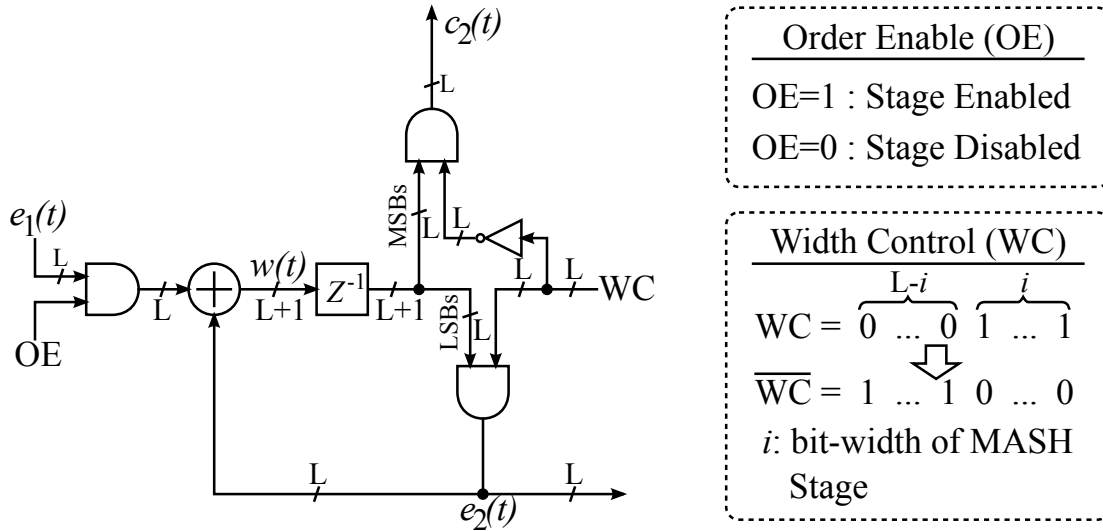 c₂(t)
L
MSBs
L
L
e₁(t)
L
OE
L
w(t)
L+1
Z⁻¹
L+1
LSBs
L
L
L
WC
L
L
e₂(t)
Order Enable (OE)
OE=1 : Stage Enabled
OE=0 : Stage Disabled
Width Control (WC)
L-i i
WC = 0 ... 0 1 ... 1
W̅C̅ = 1 ... 1 0 ... 0
i: bit-width of MASH
Stage